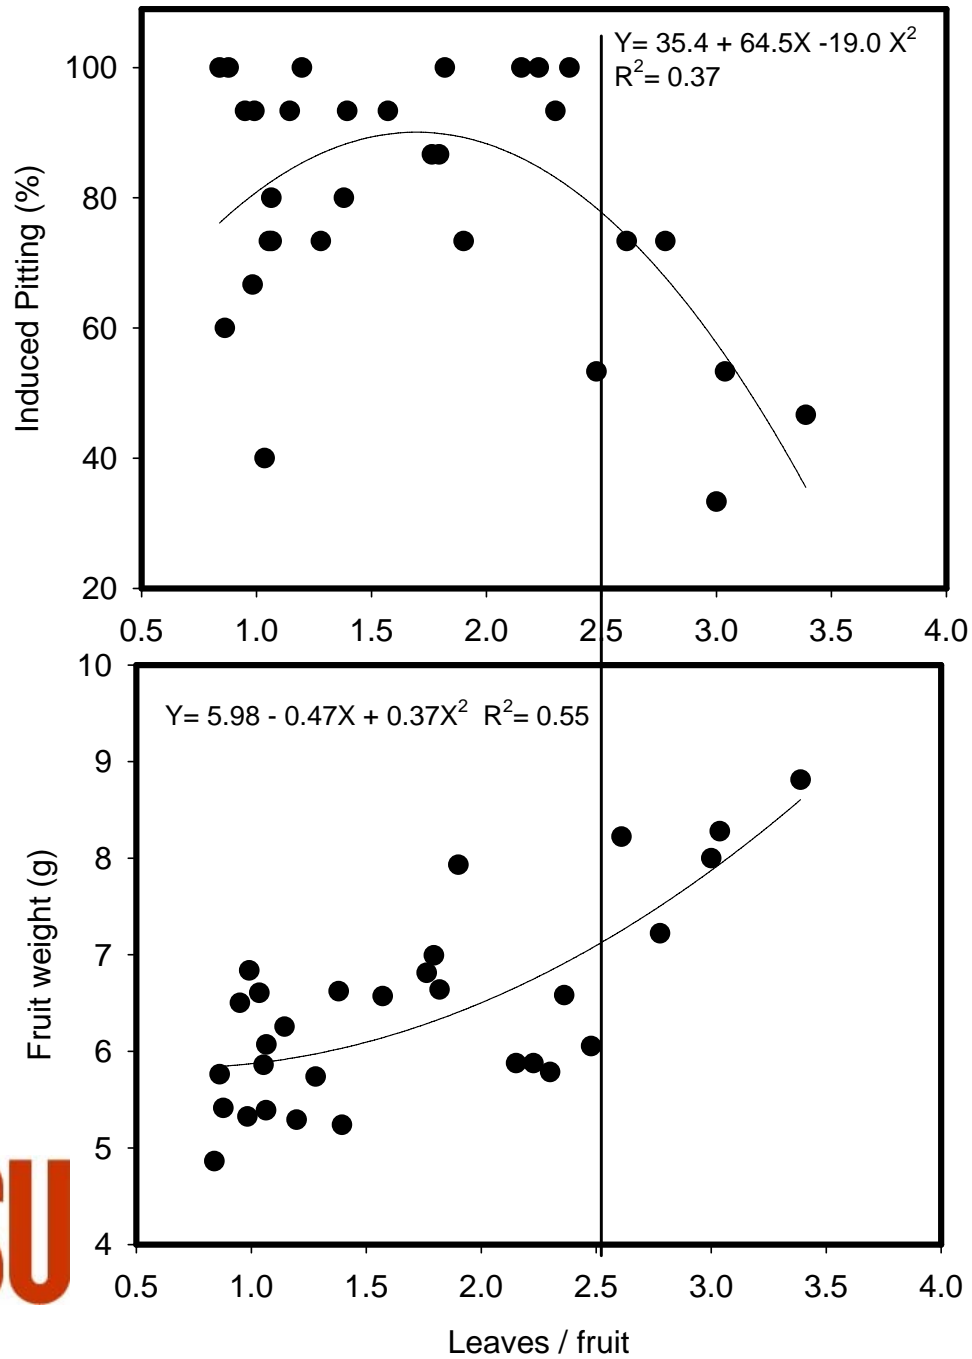 Y= 35.4 + 64.5X -19.0 X²
R²= 0.37
Induced Pitting (%)
100
80
60
40
20
0.5 1.0 1.5 2.0 2.5 3.0 3.5 4.0
Y= 5.98 - 0.47X + 0.37X² R²= 0.55
Fruit weight (g)
10
9
8
7
6
5
4
0.5 1.0 1.5 2.0 2.5 3.0 3.5 4.0
Leaves / fruit
SU